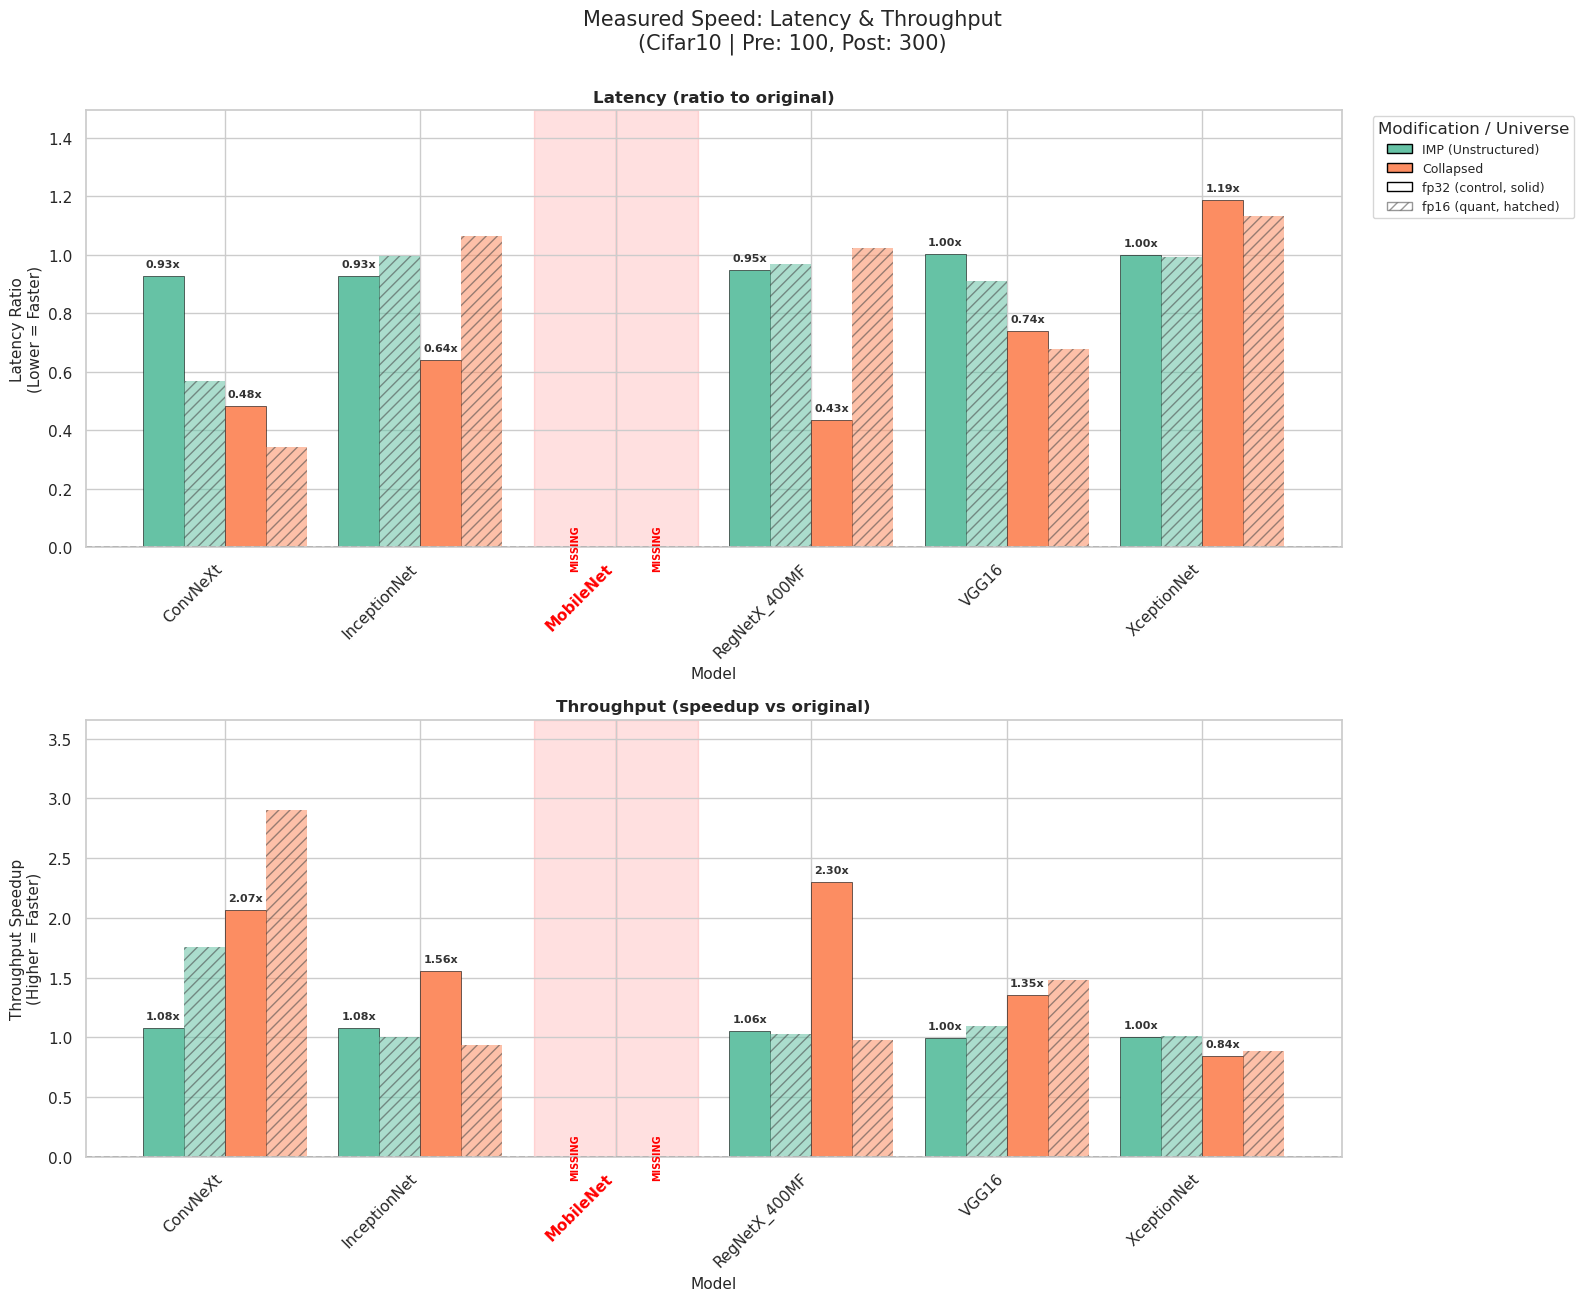 Measured Speed: Latency & Throughput
(Cifar10 | Pre: 100, Post: 300)
Latency (ratio to original)
Latency Ratio
(Lower = Faster)
1.4
1.2
1.0
0.8
0.6
0.4
0.2
0.0
0.93x
0.48x
0.93x
0.64x
MISSING
MISSING
0.95x
0.43x
1.00x
0.74x
1.00x
1.19x
ConvNeXt
InceptionNet
MobileNet
RegNetX_400MF
VGG16
XceptionNet
Model
Modification / Universe
IMP (Unstructured)
Collapsed
fp32 (control, solid)
fp16 (quant, hatched)
Throughput (speedup vs original)
Throughput Speedup
(Higher = Faster)
3.5
3.0
2.5
2.0
1.5
1.0
0.5
0.0
1.08x
2.07x
1.08x
1.56x
MISSING
MISSING
1.06x
2.30x
1.00x
1.35x
1.00x
0.84x
ConvNeXt
InceptionNet
MobileNet
RegNetX_400MF
VGG16
XceptionNet
Model